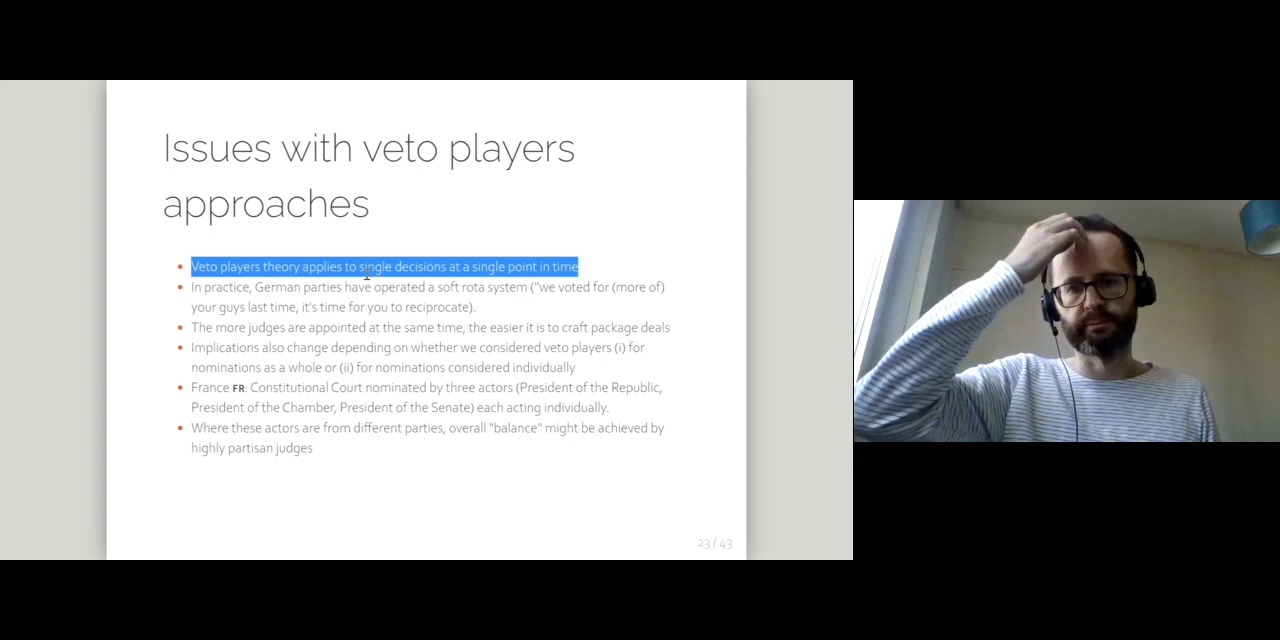 Issues with veto players
approaches
Veto players theory applies to single decisions at a single point in time
In practice, German parties have operated a soft rota system ("we voted for (more of)
your guys last time, it's time for you to reciprocate).
The more judges are appointed at the same time, the easier it is to craft package deals
Implications also change depending on whether we considered veto players (i) for
nominations as a whole or (ii) for nominations considered individually
France FR: Constitutional Court nominated by three actors (President of the Republic,
President of the Chamber, President of the Senate) each acting individually.
Where these actors are from different parties, overall "balance" might be achieved by
highly partisan judges
23 / 43